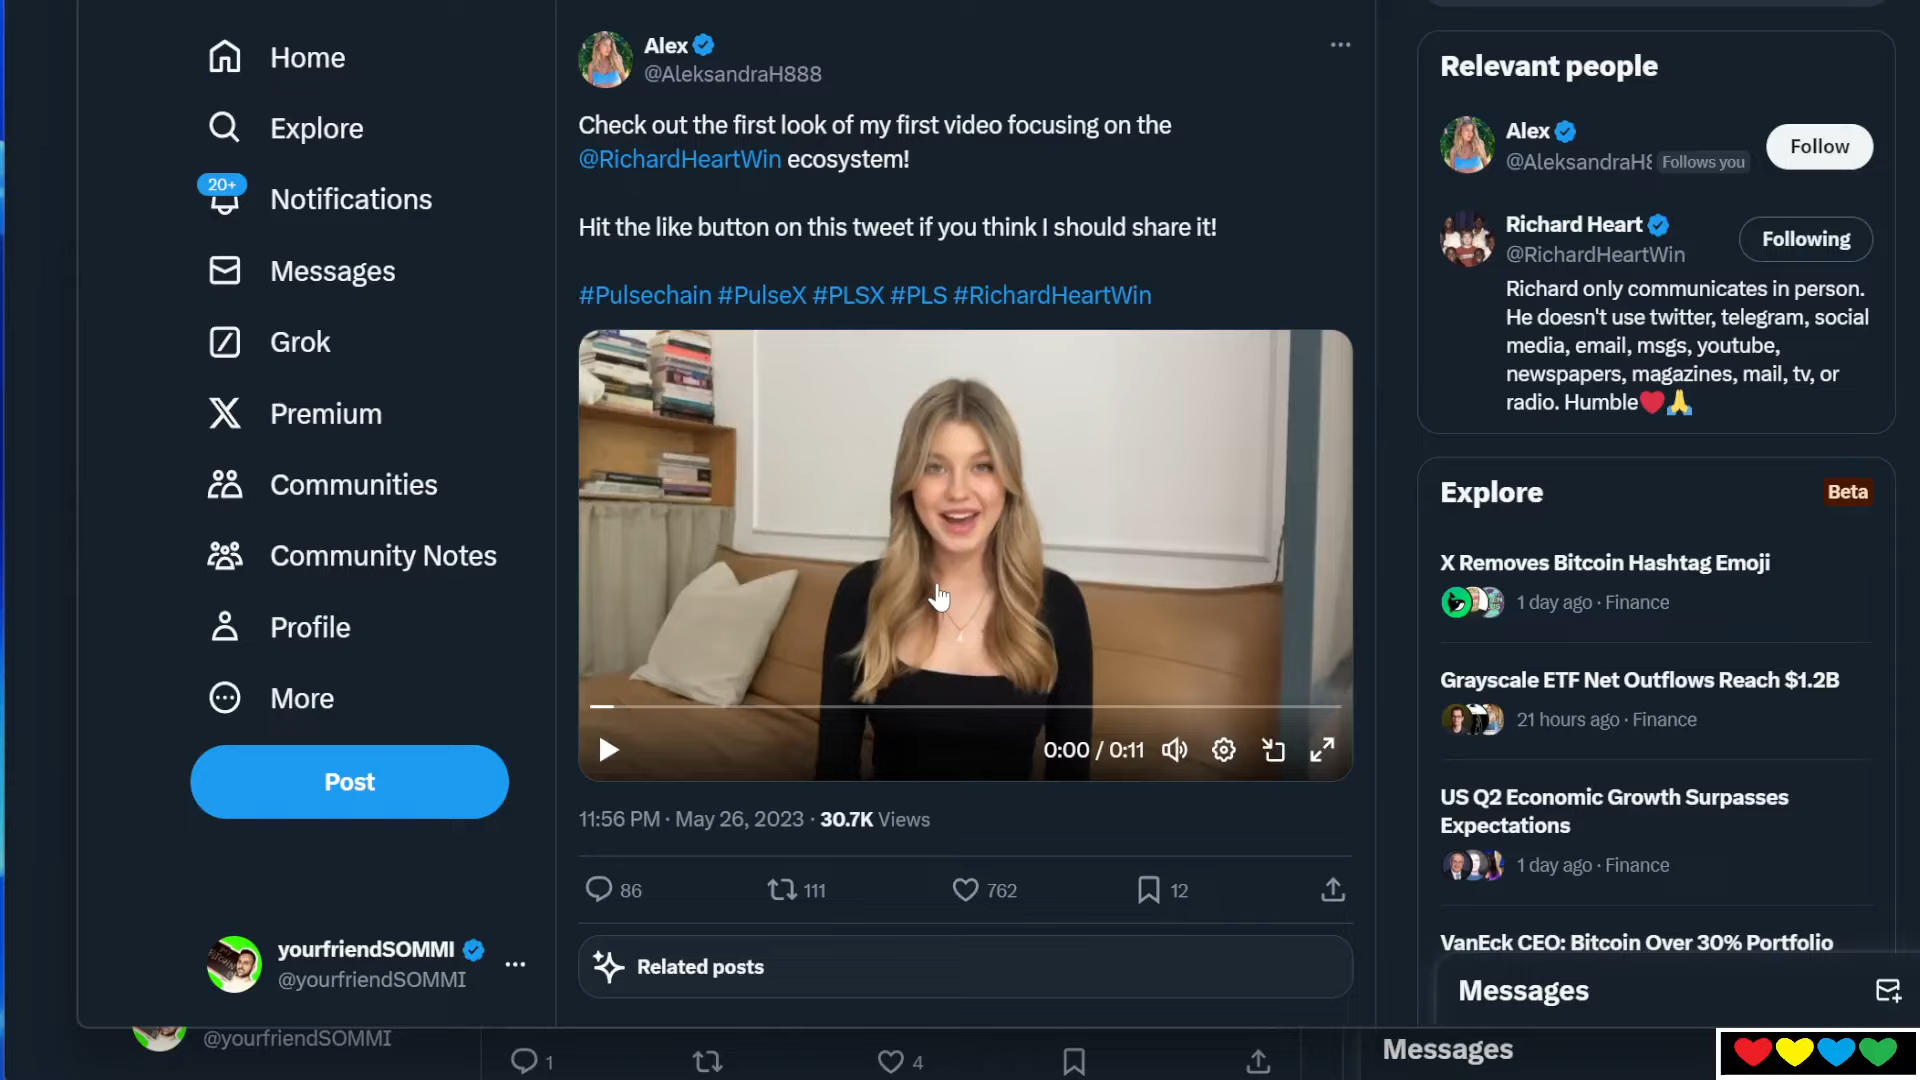 Home
Explore
20+
Notifications
Messages
Grok
Premium
Communities
Community Notes
Profile
More
Post
yourfriendSOMMI
@yourfriendSOMMI
@yourfriendSOMMI
Alex
@AleksandraH888
Check out the first look of my first video focusing on the
@RichardHeartWin ecosystem!
Hit the like button on this tweet if you think I should share it!
#Pulsechain #PulseX #PLSX #PLS #RichardHeartWin
0:00 / 0:11
11:56 PM · May 26, 2023 · 30.7K Views
86 111 762 12
Related posts
1 4
Relevant people
Alex
@AleksandraH8 Follows you
Follow
Richard Heart
@RichardHeartWin
Following
Richard only communicates in person.
He doesn't use twitter, telegram, social
media, email, msgs, youtube,
newspapers, magazines, mail, tv, or
radio. Humble❤️🙏
Explore
Beta
X Removes Bitcoin Hashtag Emoji
1 day ago · Finance
Grayscale ETF Net Outflows Reach $1.2B
21 hours ago · Finance
US Q2 Economic Growth Surpasses
Expectations
1 day ago · Finance
VanEck CEO: Bitcoin Over 30% Portfolio
Messages
Messages